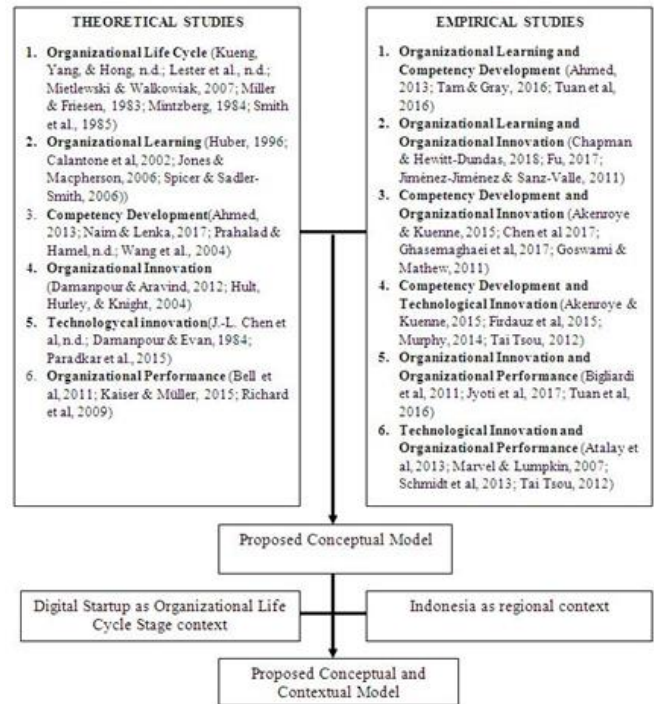 THEORETICAL STUDIES
1. Organizational Life Cycle (Kueng,
Yang, & Hong, n.d.; Lester et al., n.d.;
Mietlewski & Walkowiak, 2007; Miller
& Friesen, 1983; Mintzberg, 1984; Smith
et al., 1985)
2. Organizational Learning (Huber, 1996;
Calantone et al, 2002; Jones &
Macpherson, 2006; Spicer & Sadler-
Smith, 2006))
3. Competency Development(Ahmed,
2013; Naim & Lenka, 2017; Prahalad &
Hamel, n.d.; Wang et al., 2004)
4. Organizational Innovation
(Damanpour & Aravind, 2012; Hult,
Hurley, & Knight, 2004)
5. Technologycal innovation(J.-L. Chen et
al, n.d.; Damanpour & Evan, 1984;
Paradkar et al., 2015)
6. Organizational Performance (Bell et
al, 2011; Kaiser & Müller, 2015; Richard
et al, 2009)
EMPIRICAL STUDIES
1. Organizational Learning and
Competency Development (Ahmed,
2013; Tam & Gray, 2016; Tuan et al,
2016)
2. Organizational Learning and
Organizational Innovation (Chapman
& Hewitt-Dundas, 2018; Fu, 2017;
Jiménez-Jiménez & Sanz-Valle, 2011)
3. Competency Development and
Organizational Innovation (Akenroye
& Kuenne, 2015; Chen et al 2017;
Ghasemaghaei et al, 2017; Goswami &
Mathew, 2011)
4. Competency Development and
Technological Innovation (Akenroye &
Kuenne, 2015; Firdauz et al, 2015;
Murphy, 2014; Tai Tsou, 2012)
5. Organizational Innovation and
Organizational Performance (Bigliardi
et al, 2011; Jyoti et al, 2017; Tuan et al,
2016)
6. Technological Innovation and
Organizational Performance (Atalay et
al, 2013; Marvel & Lumpkin, 2007;
Schmidt et al, 2013; Tai Tsou, 2012)
Proposed Conceptual Model
Digital Startup as Organizational Life
Cycle Stage context
Indonesia as regional context
Proposed Conceptual and
Contextual Model